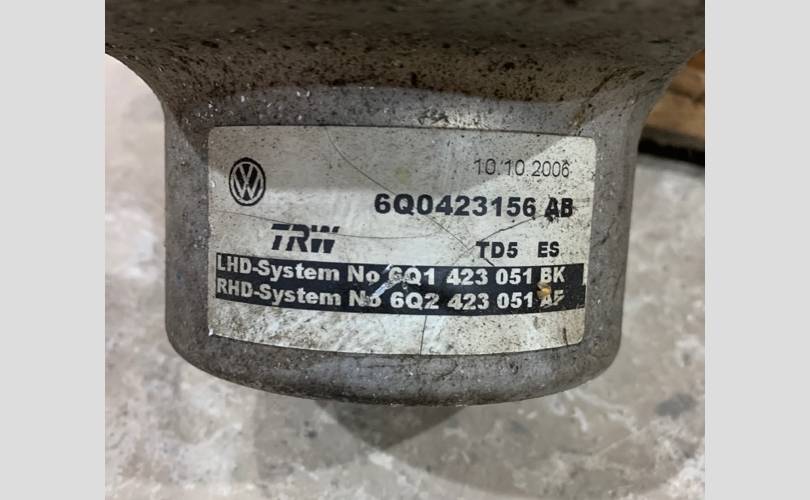 10.10.2006
6Q0423156 AB
TRW
TD5 ES
LHD-System No 6Q1 423 051 BK
RHD-System No 6Q2 423 051